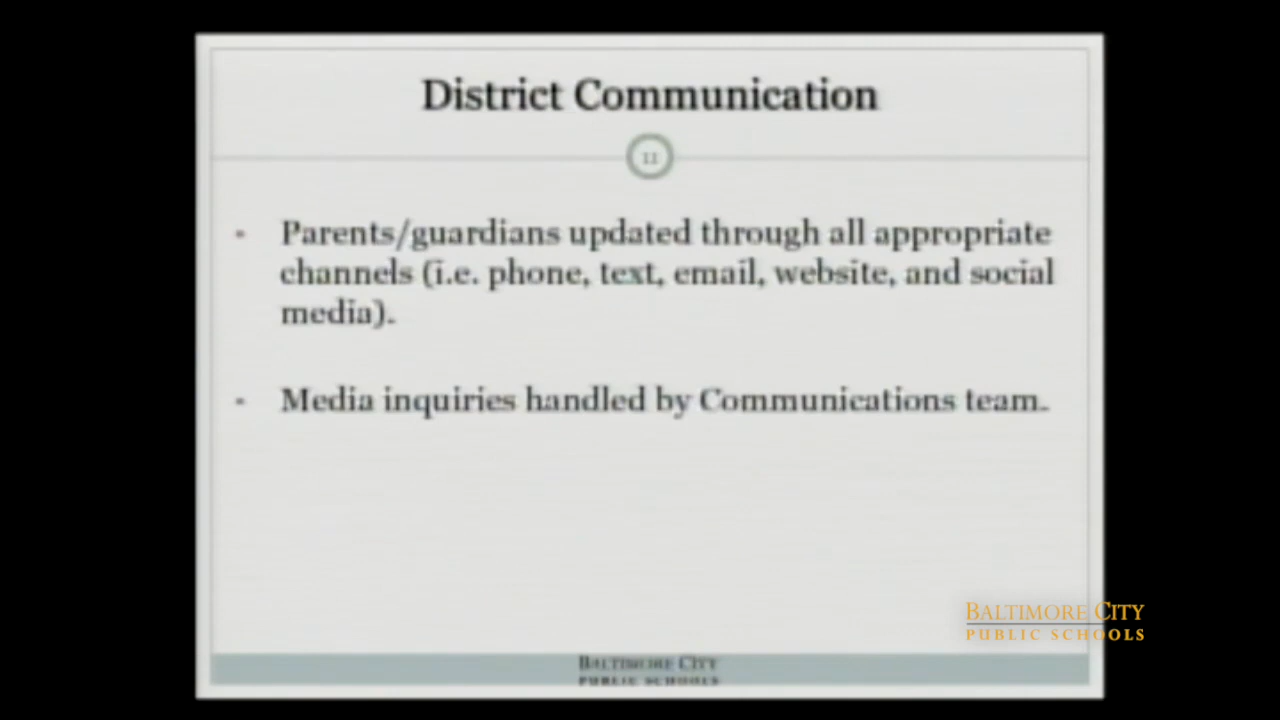 District Communication
11
- Parents/guardians updated through all appropriate
channels (i.e. phone, text, email, website, and social
media).
- Media inquiries handled by Communications team.
BALTIMORE CITY
PUBLIC SCHOOLS
BALTIMORE CITY
PUBLIC SCHOOLS